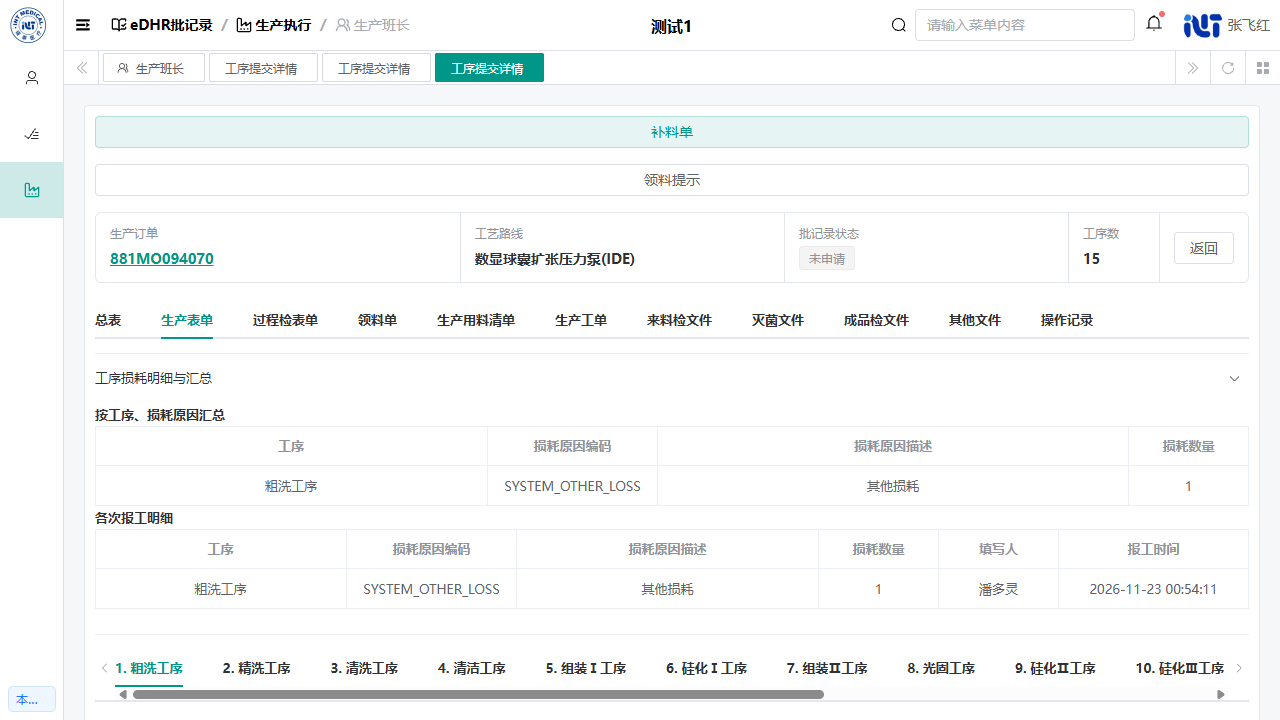 eDHR批记录 / 生产执行 / 生产班长
测试1
请输入菜单内容
iNT 张飞红
生产班长
工序提交详情
工序提交详情
工序提交详情
补料单
领料提示
生产订单
881MO094070
工艺路线
数显球囊扩张压力泵(IDE)
批记录状态
未申请
工序数
15
返回
总表 生产表单 过程检表单 领料单 生产用料清单 生产工单 来料检文件 灭菌文件 成品检文件 其他文件 操作记录
工序损耗明细与汇总
按工序、损耗原因汇总
工序 损耗原因编码 损耗原因描述 损耗数量
粗洗工序 SYSTEM_OTHER_LOSS 其他损耗 1
各次报工明细
工序 损耗原因编码 损耗原因描述 损耗数量 填写人 报工时间
粗洗工序 SYSTEM_OTHER_LOSS 其他损耗 1 潘多灵 2026-11-23 00:54:11
1. 粗洗工序 2. 精洗工序 3. 清洗工序 4. 清洁工序 5. 组装Ⅰ工序 6. 硅化Ⅰ工序 7. 组装Ⅱ工序 8. 光固工序 9. 硅化Ⅱ工序 10. 硅化Ⅲ工序
本...